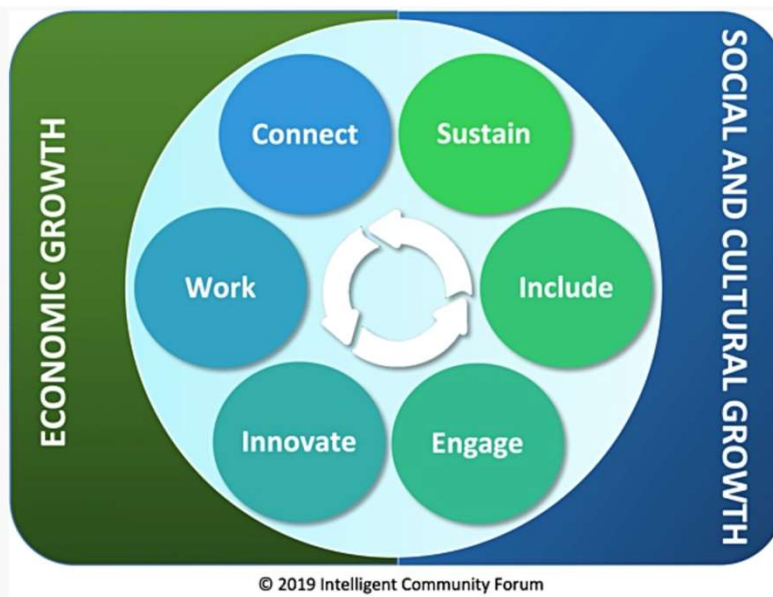 ECONOMIC GROWTH
SOCIAL AND CULTURAL GROWTH
Connect
Sustain
Work
Include
Innovate
Engage
© 2019 Intelligent Community Forum